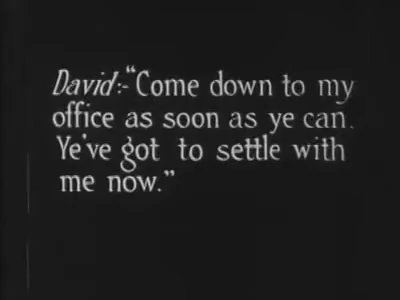 David:-"Come down to my
office as soon as ye can.
Ye've got to settle with
me now."